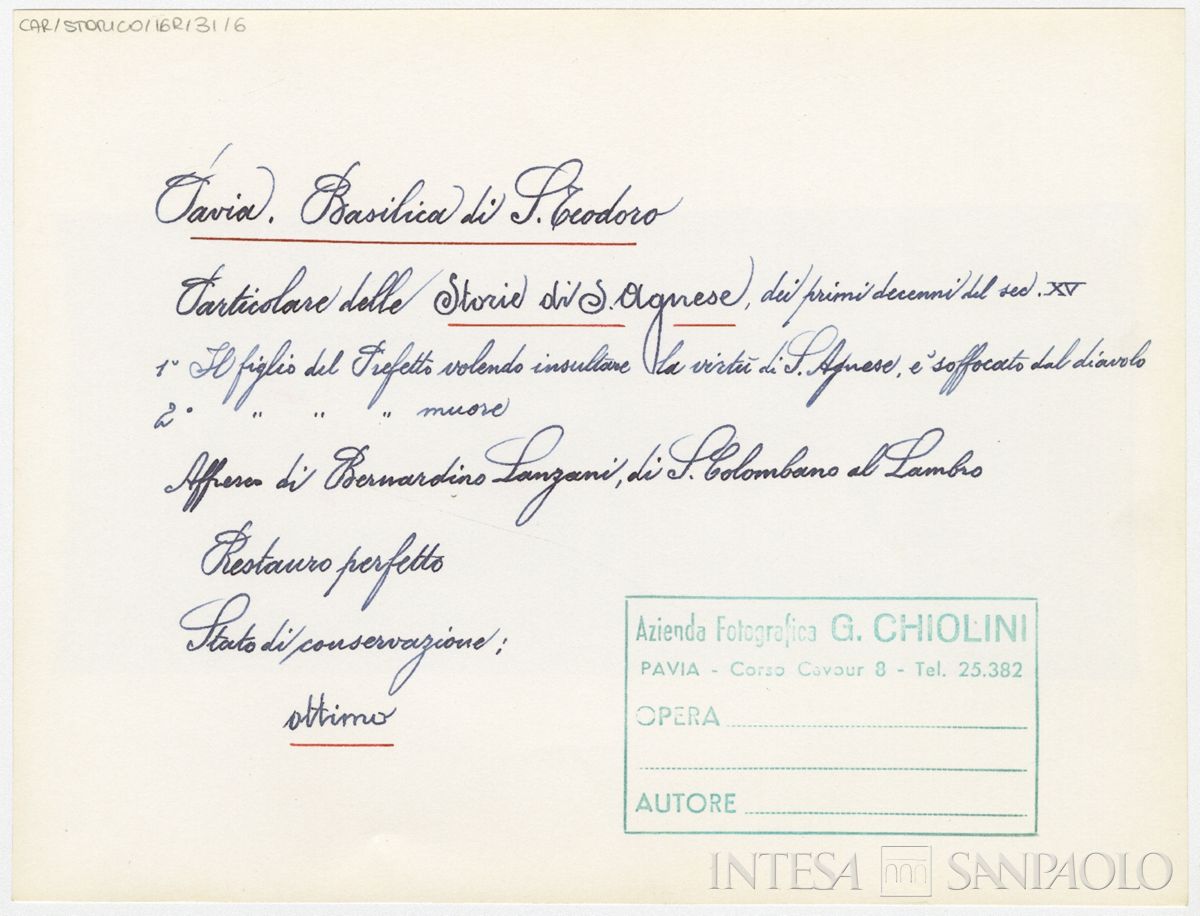 CAR/STORICO/16R/31/6
Pavia. Basilica di S. Teodoro
Particolare delle Storie di S. Agnese, dei primi decenni del sec. XV
1° Il figlio del Prefetto volendo insultare la virtù di S. Agnese, è soffocato dal diavolo
2° " " " muore
Affresco di Bernardino Lanzani, di S. Colombano al Lambro
Restauro perfetto
Stato di conservazione:
ottimo
Azienda Fotografica G. CHIOLINI
PAVIA - Corso Cavour 8 - Tel. 25.382
OPERA
AUTORE
INTESA SANPAOLO